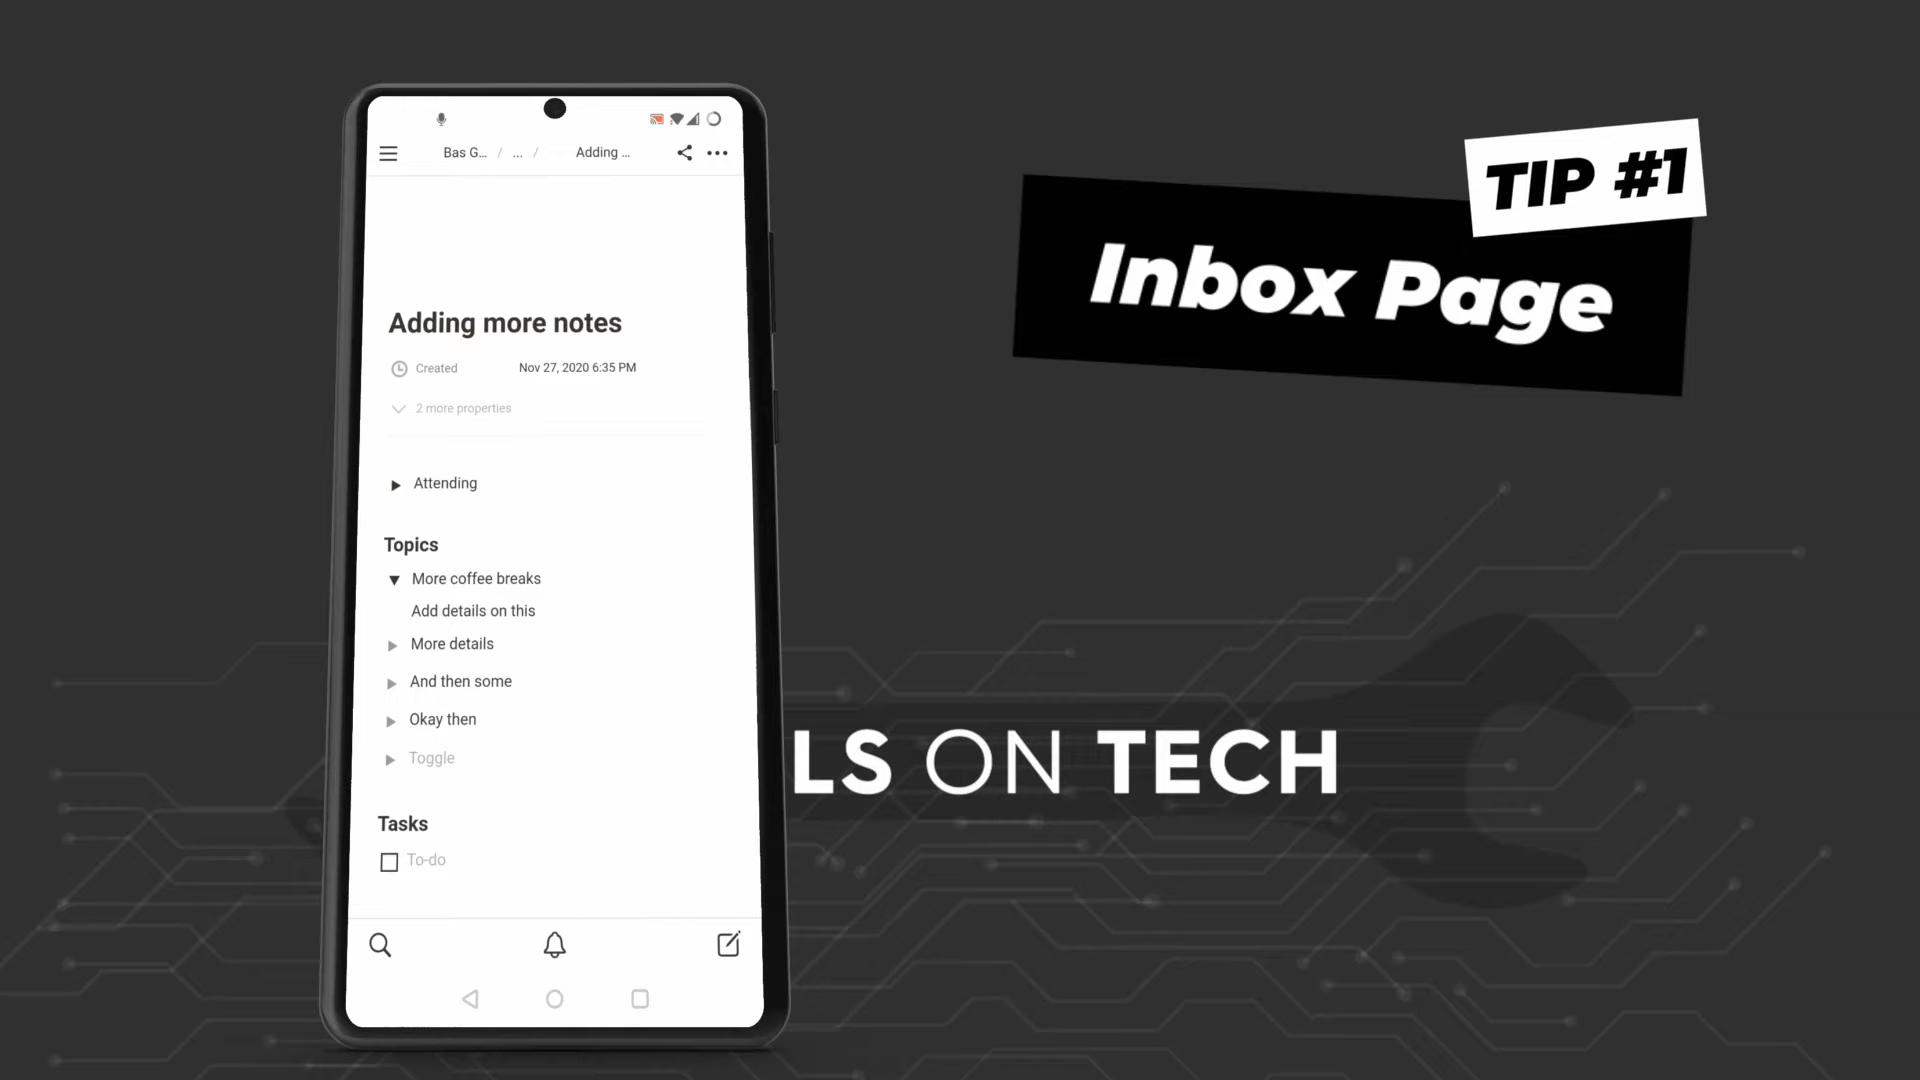 Bas G... / ... / Adding ...
Adding more notes
Created Nov 27, 2020 6:35 PM
2 more properties
Attending
Topics
More coffee breaks
Add details on this
More details
And then some
Okay then
Toggle
Tasks
To-do
TIP #1
Inbox Page
LS ON TECH